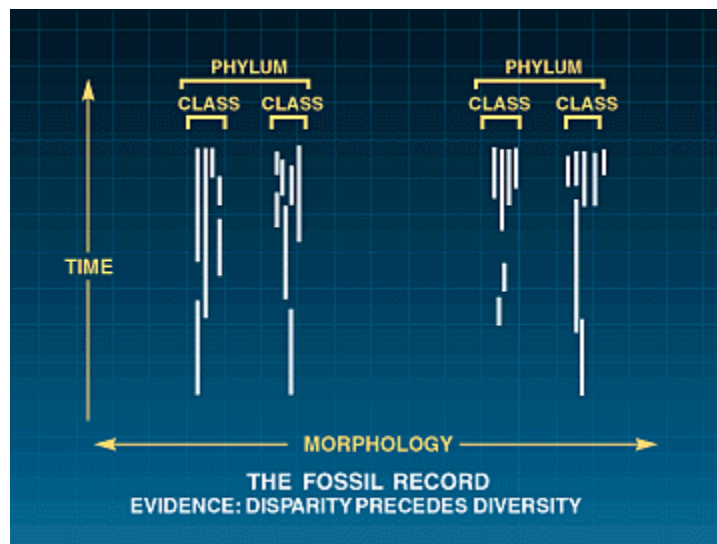 PHYLUM PHYLUM
CLASS CLASS CLASS CLASS
TIME
MORPHOLOGY
THE FOSSIL RECORD
EVIDENCE: DISPARITY PRECEDES DIVERSITY